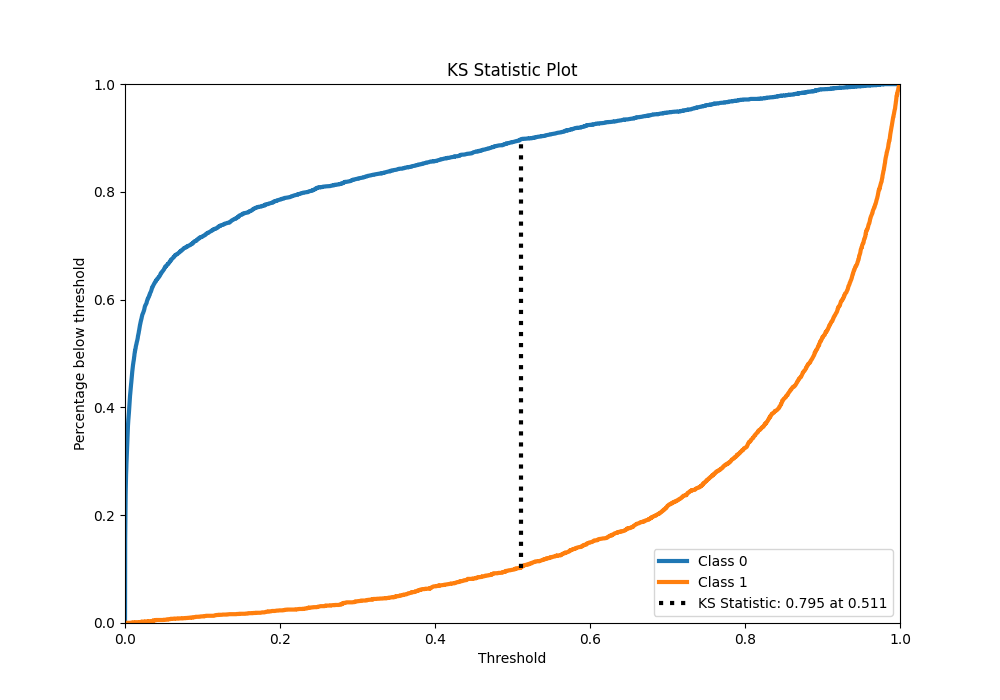 KS Statistic Plot
Percentage below threshold
1.0
0.8
0.6
0.4
0.2
0.0
0.0 0.2 0.4 0.6 0.8 1.0
Threshold
Class 0
Class 1
KS Statistic: 0.795 at 0.511